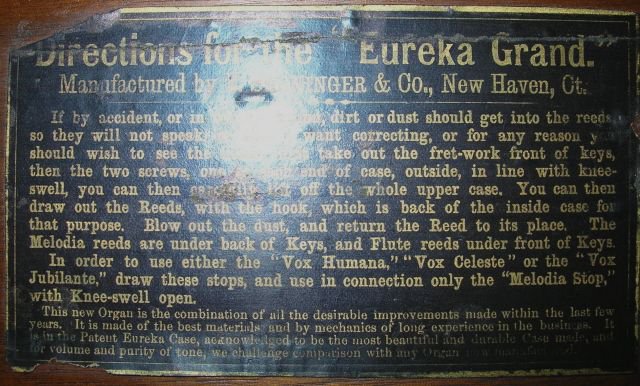 Directions for the "Eureka Grand."
Manufactured by NGER & Co., New Haven, Ct.
If by accident, or in dirt or dust should get into the reeds
so they will not speak want correcting, or for any reason you
should wish to see the take out the fret-work front of keys,
then the two screws, one end of case, outside, in line with knee-
swell, you can then carefully lift off the whole upper case. You can then
draw out the Reeds, with the hook, which is back of the inside case for
that purpose. Blow out the dust, and return the Reed to its place. The
Melodia reeds are under back of Keys, and Flute reeds under front of Keys.
In order to use either the "Vox Humana," "Vox Celeste" or the "Vox
Jubilante," draw these stops, and use in connection only the "Melodia Stop,"
with Knee-swell open.
This new Organ is the combination of all the desirable improvements made within the last few
years. It is made of the best materials and by mechanics of long experience in the business. It
is in the Patent Eureka Case, acknowledged to be the most beautiful and durable Case made, and
for volume and purity of tone, we challenge comparison with any Organ now manufactured.